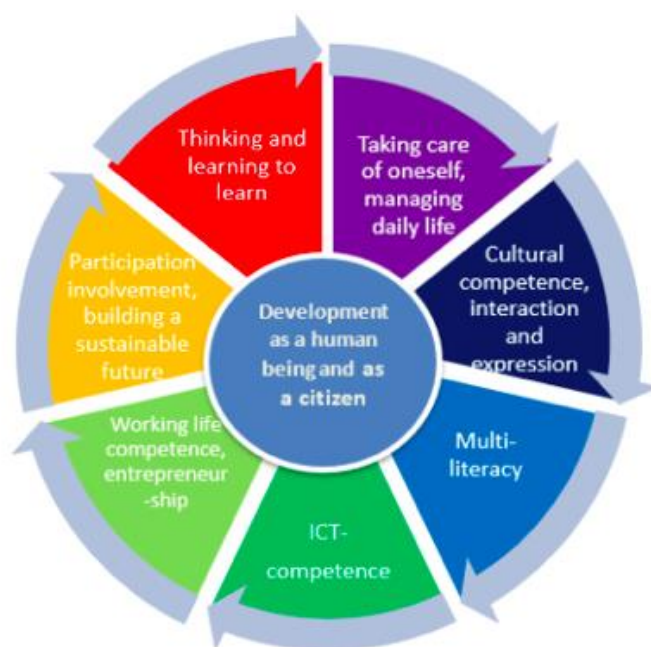 Thinking and
learning to
learn
Taking care
of oneself,
managing
daily life
Cultural
competence,
interaction
and
expression
Multi-
literacy
ICT-
competence
Working life
competence,
entrepreneur
-ship
Participation
involvement,
building a
sustainable
future
Development
as a human
being and as
a citizen